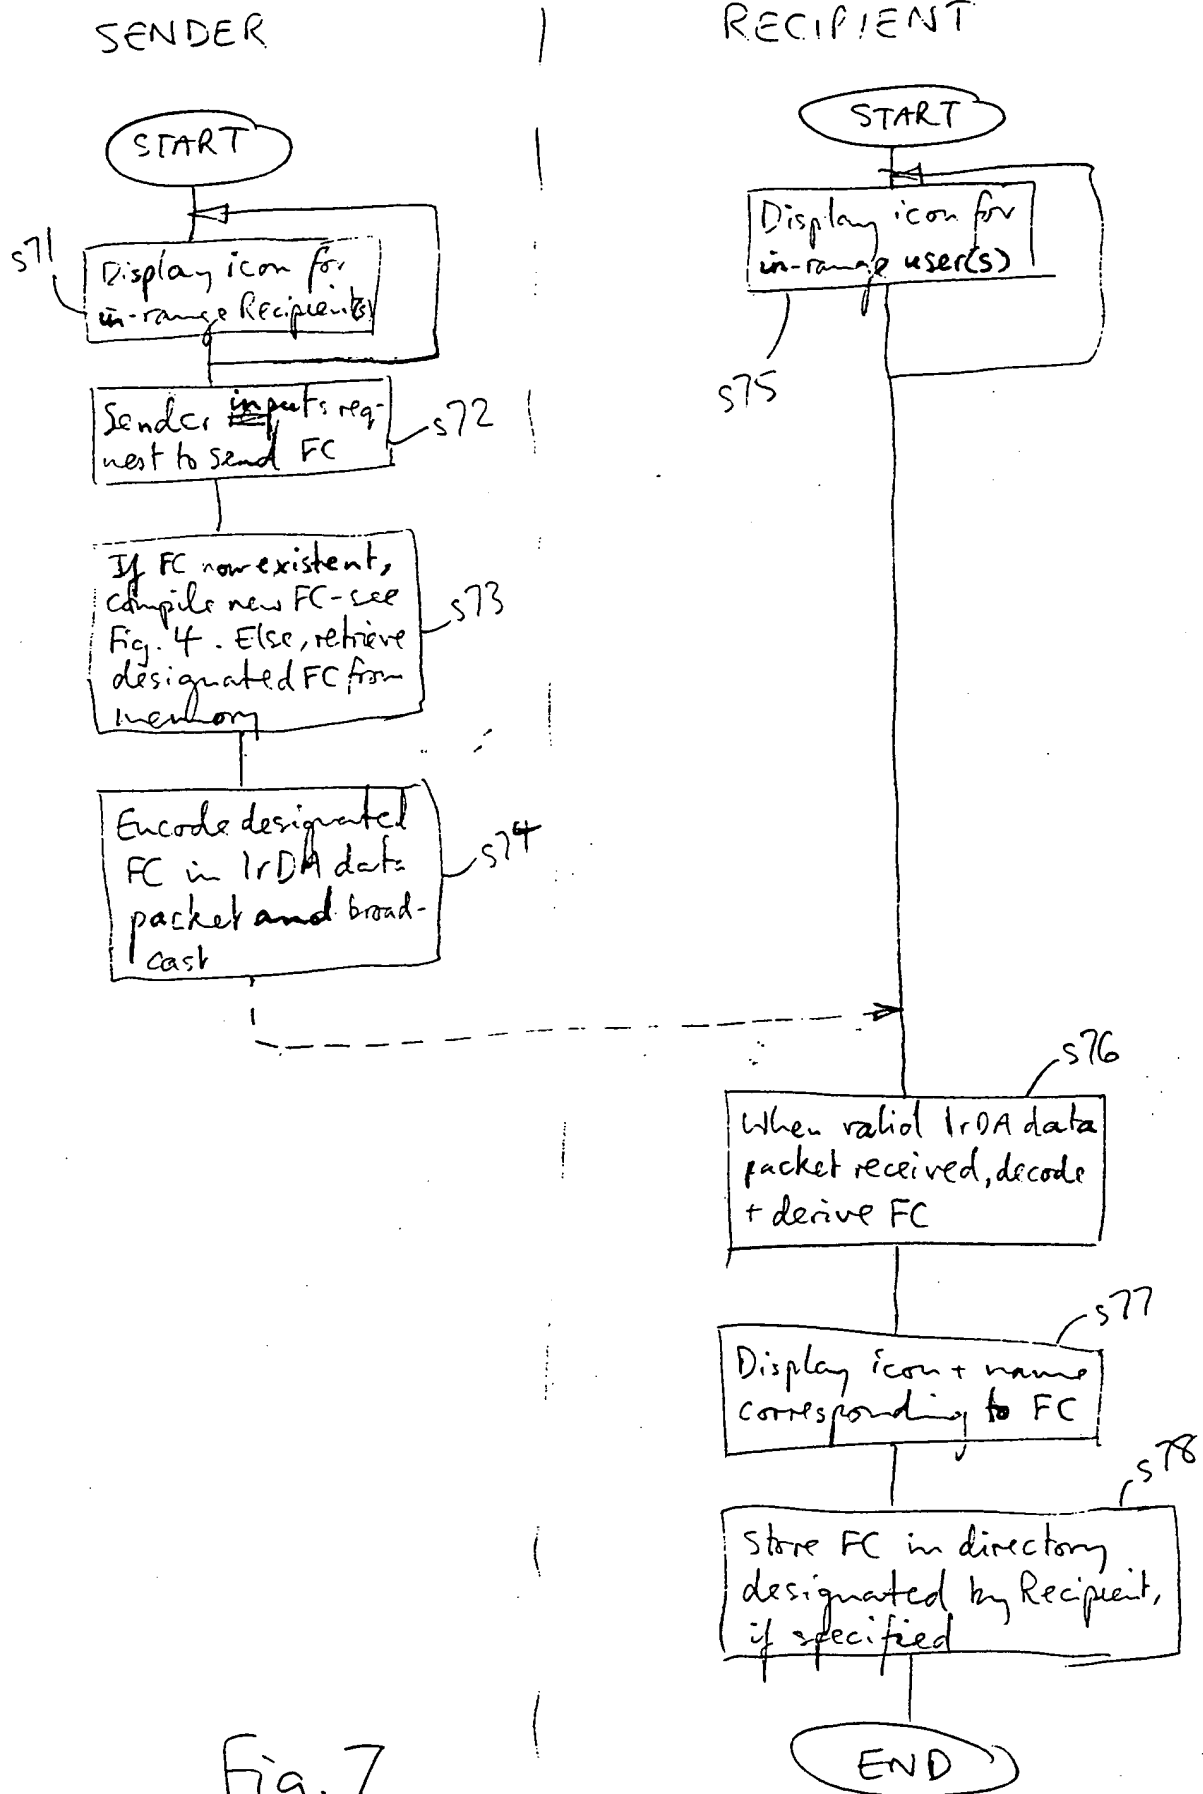 SENDER
RECIPIENT
START
s71
Display icon for
in-range Recipient(s)
Sender inputs req-
uest to send FC
s72
If FC non existent,
compile new FC - see
Fig. 4. Else, retrieve
designated FC from
memory
s73
Encode designated
FC in IrDA data
packet and broad-
cast
s74
START
Display icon for
in-range user(s)
s75
s76
When valid IrDA data
packet received, decode
+ derive FC
s77
Display icon + name
corresponding to FC
s78
Store FC in directory
designated by Recipient,
if specified
END
Fig. 7